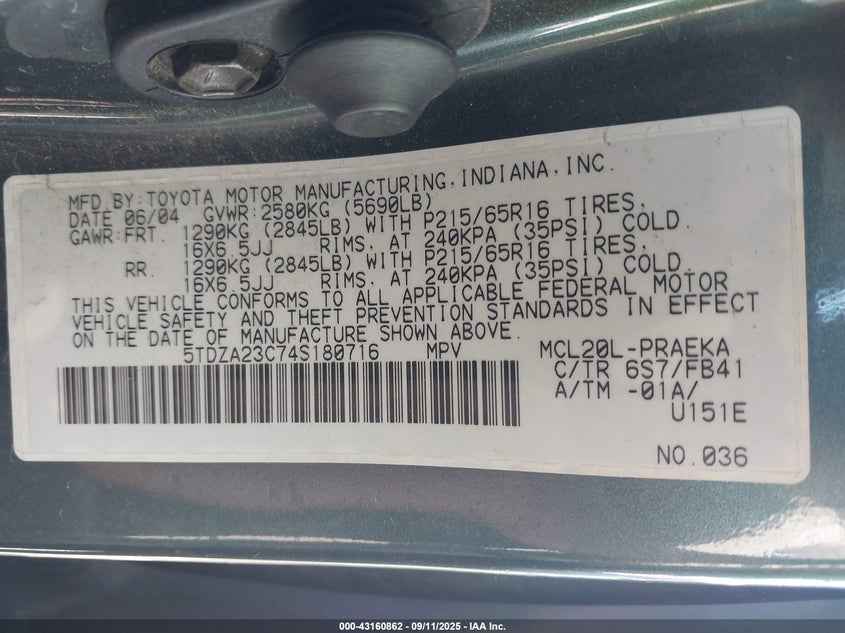 MFD.BY:TOYOTA MOTOR MANUFACTURING,INDIANA,INC.
DATE 06/04 GVWR:2580KG (5690LB)
GAWR:FRT. 1290KG (2845LB) WITH P215/65R16 TIRES,
16X6.5JJ RIMS, AT 240KPA (35PSI) COLD
RR. 1290KG (2845LB) WITH P215/65R16 TIRES,
16X6.5JJ RIMS, AT 240KPA (35PSI) COLD.
THIS VEHICLE CONFORMS TO ALL APPLICABLE FEDERAL MOTOR
VEHICLE SAFETY AND THEFT PREVENTION STANDARDS IN EFFECT
ON THE DATE OF MANUFACTURE SHOWN ABOVE.
5TDZA23C74S180716 MPV MCL20L-PRAEKA
C/TR 6S7/FB41
A/TM -01A/
U151E
NO.036
000-43160862 - 09/11/2025 - IAA Inc.